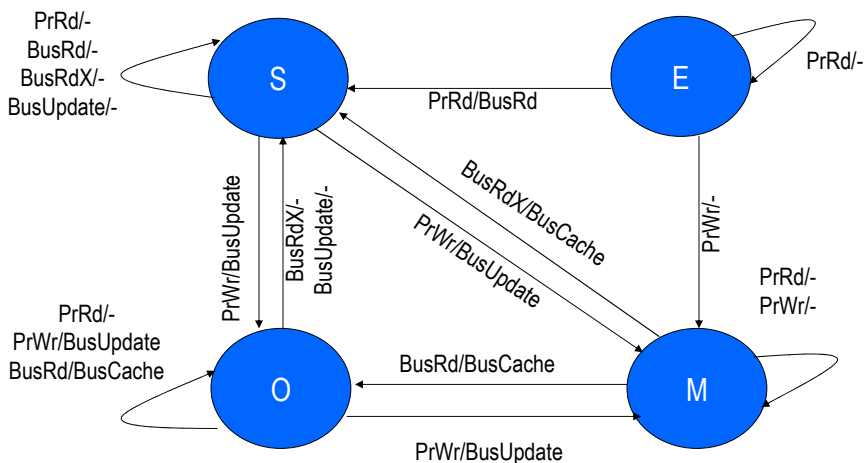 PrRd/-
BusRd/-
BusRdX/-
BusUpdate/-
S
E
PrRd/-
PrRd/BusRd
PrWr/BusUpdate
BusRdX/-
BusUpdate/-
BusRdX/BusCache
PrWr/BusUpdate
PrWr/-
PrRd/-
PrWr/-
PrRd/-
PrWr/BusUpdate
BusRd/BusCache
O
BusRd/BusCache
M
PrWr/BusUpdate